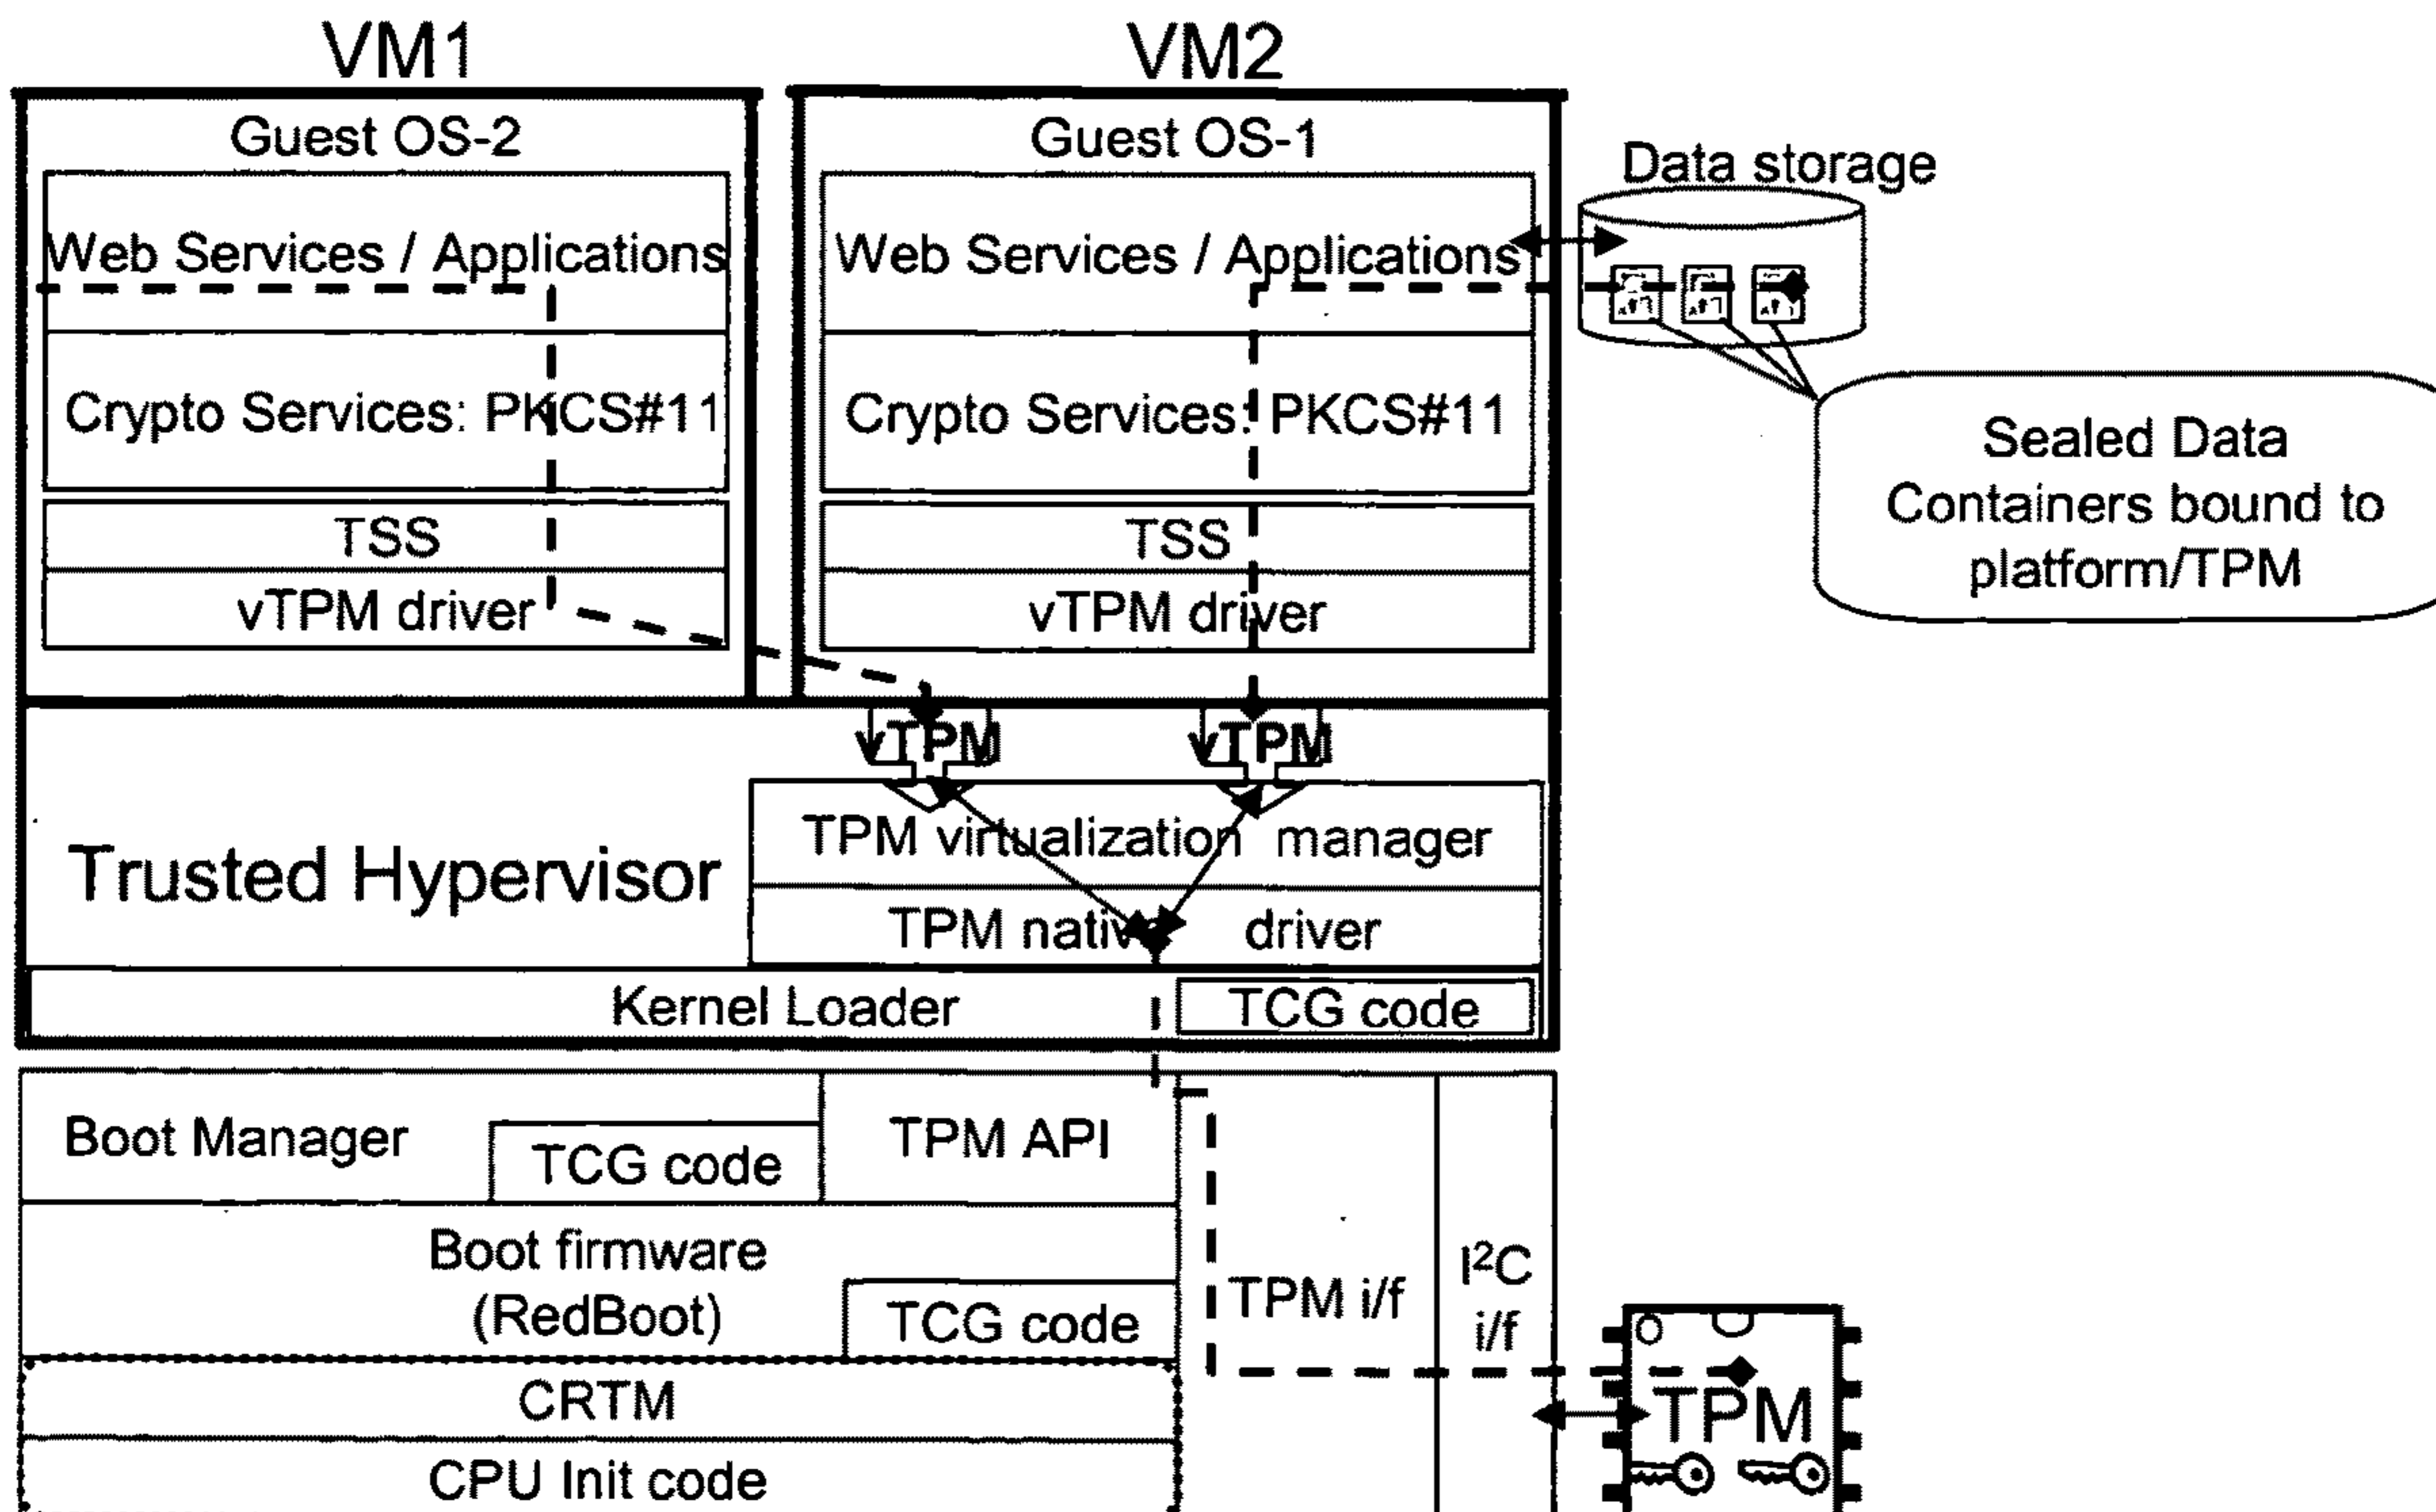 VM1
VM2
Guest OS-2
Guest OS-1
Data storage
Web Services / Applications
Web Services / Applications
Crypto Services: PKCS#11
Crypto Services: PKCS#11
Sealed Data
Containers bound to
platform/TPM
TSS
TSS
vTPM driver
vTPM driver
vTPM
vTPM
Trusted Hypervisor
TPM virtualization manager
TPM native driver
Kernel Loader
TCG code
Boot Manager
TCG code
TPM API
Boot firmware
(RedBoot)
TCG code
TPM i/f
I²C
i/f
CRTM
CPU Init code
TPM